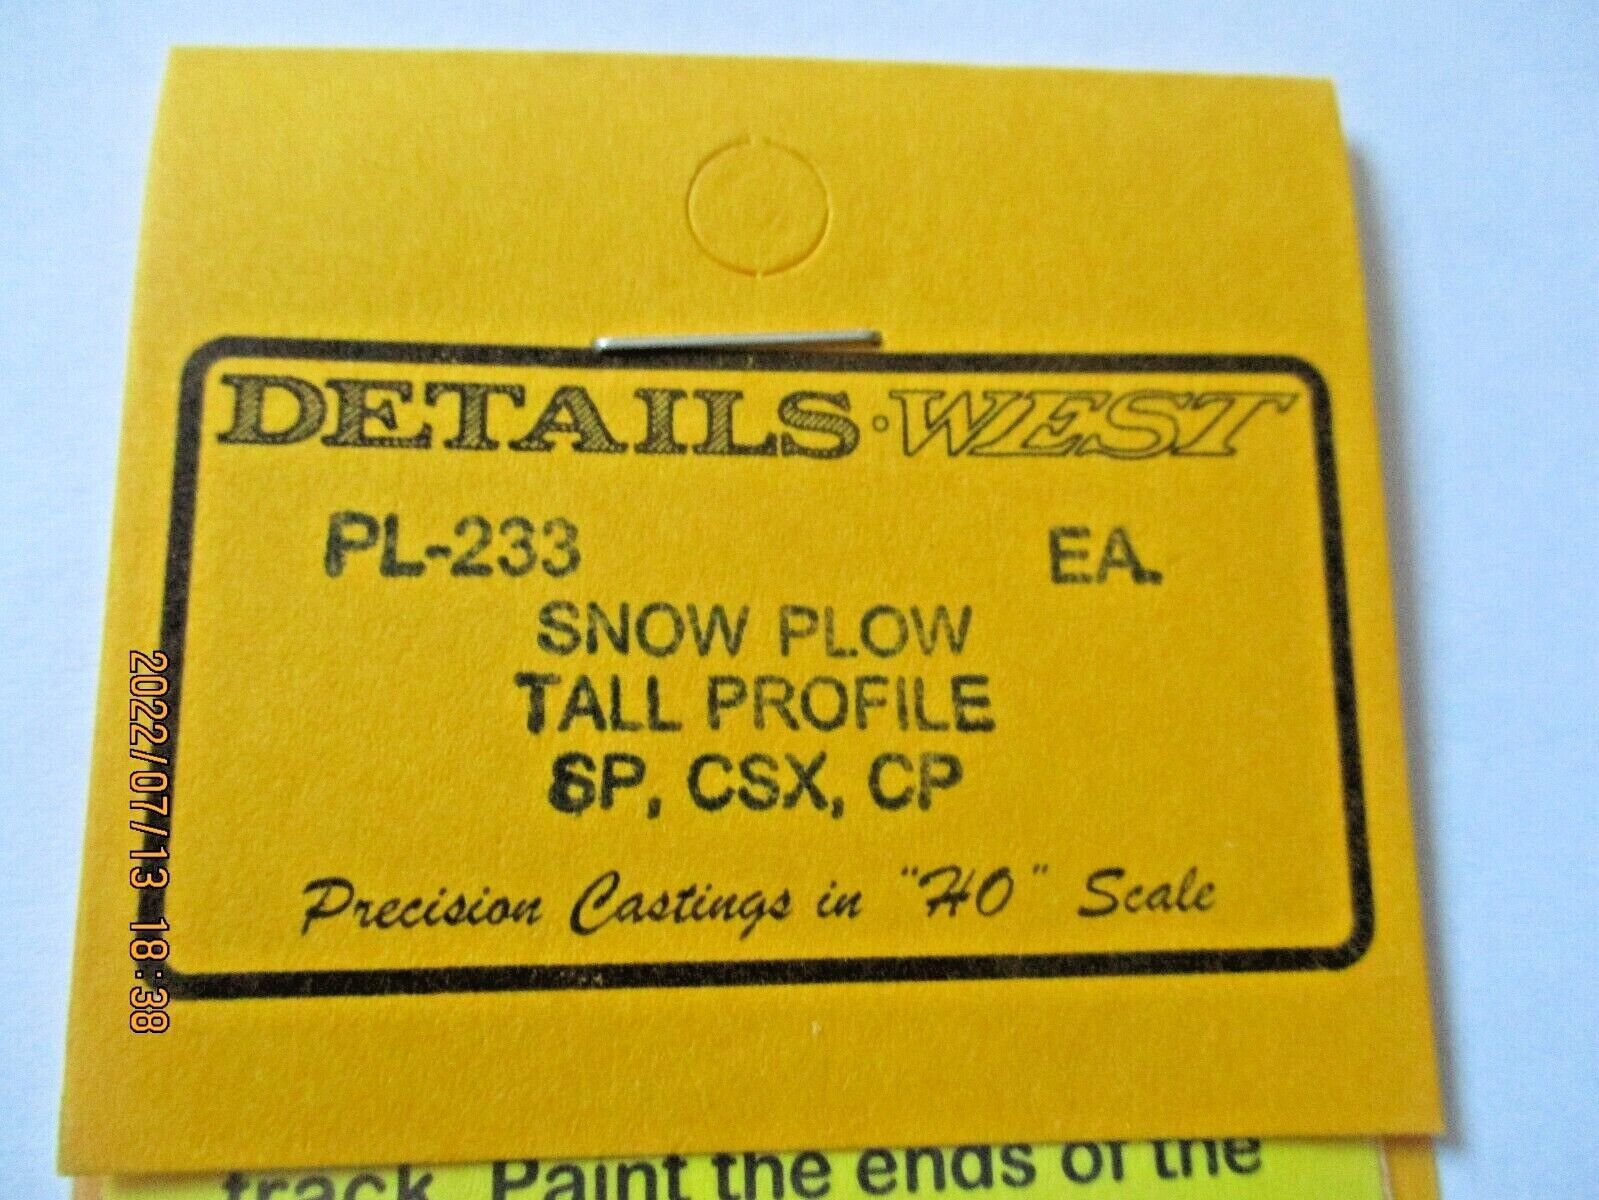 DETAILS·WEST
PL-233 EA.
SNOW PLOW
TALL PROFILE
SP, CSX, CP
Precision Castings in "HO" Scale
2022/07/13 18:38
track. Paint the ends of the